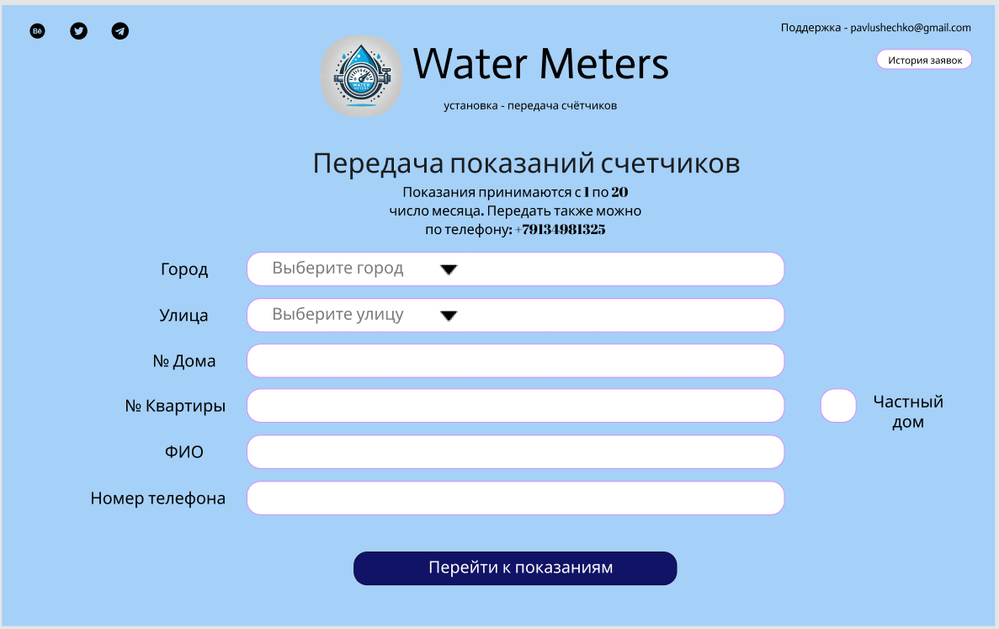 Bē
Поддержка - pavlushechko@gmail.com
История заявок
WATER
METERS
Water Meters
установка - передача счётчиков
Передача показаний счетчиков
Показания принимаются с 1 по 20
число месяца. Передать также можно
по телефону: +79134981325
Город
Выберите город
Улица
Выберите улицу
№ Дома
№ Квартиры
Частный
дом
ФИО
Номер телефона
Перейти к показаниям